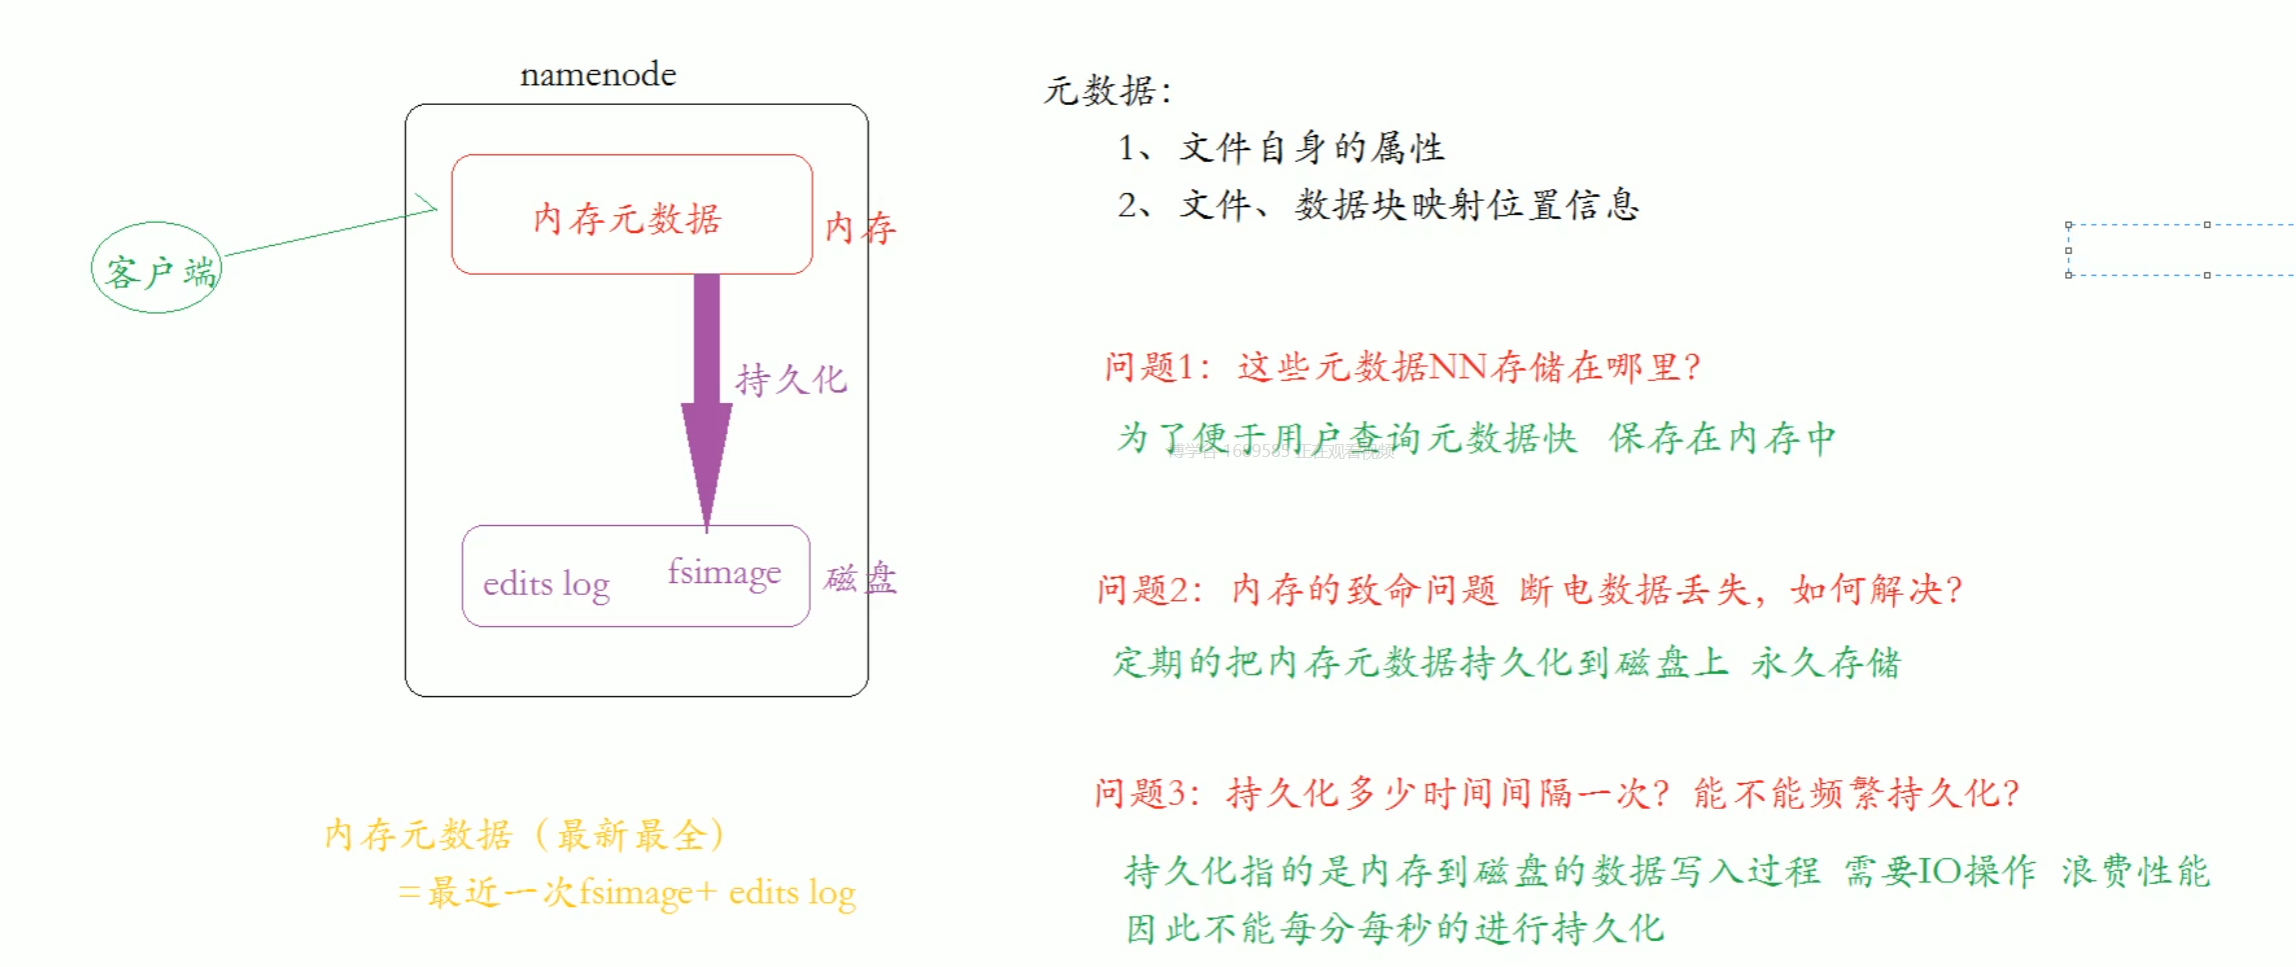 namenode
内存元数据
内存
客户端
持久化
edits log
fsimage
磁盘
内存元数据（最新最全）
=最近一次fsimage+ edits log
元数据：
1、文件自身的属性
2、文件、数据块映射位置信息
问题1：这些元数据NN存储在哪里？
为了便于用户查询元数据快 保存在内存中
问题2：内存的致命问题 断电数据丢失，如何解决？
定期的把内存元数据持久化到磁盘上 永久存储
问题3：持久化多少时间间隔一次？能不能频繁持久化？
持久化指的是内存到磁盘的数据写入过程 需要IO操作 浪费性能
因此不能每分每秒的进行持久化